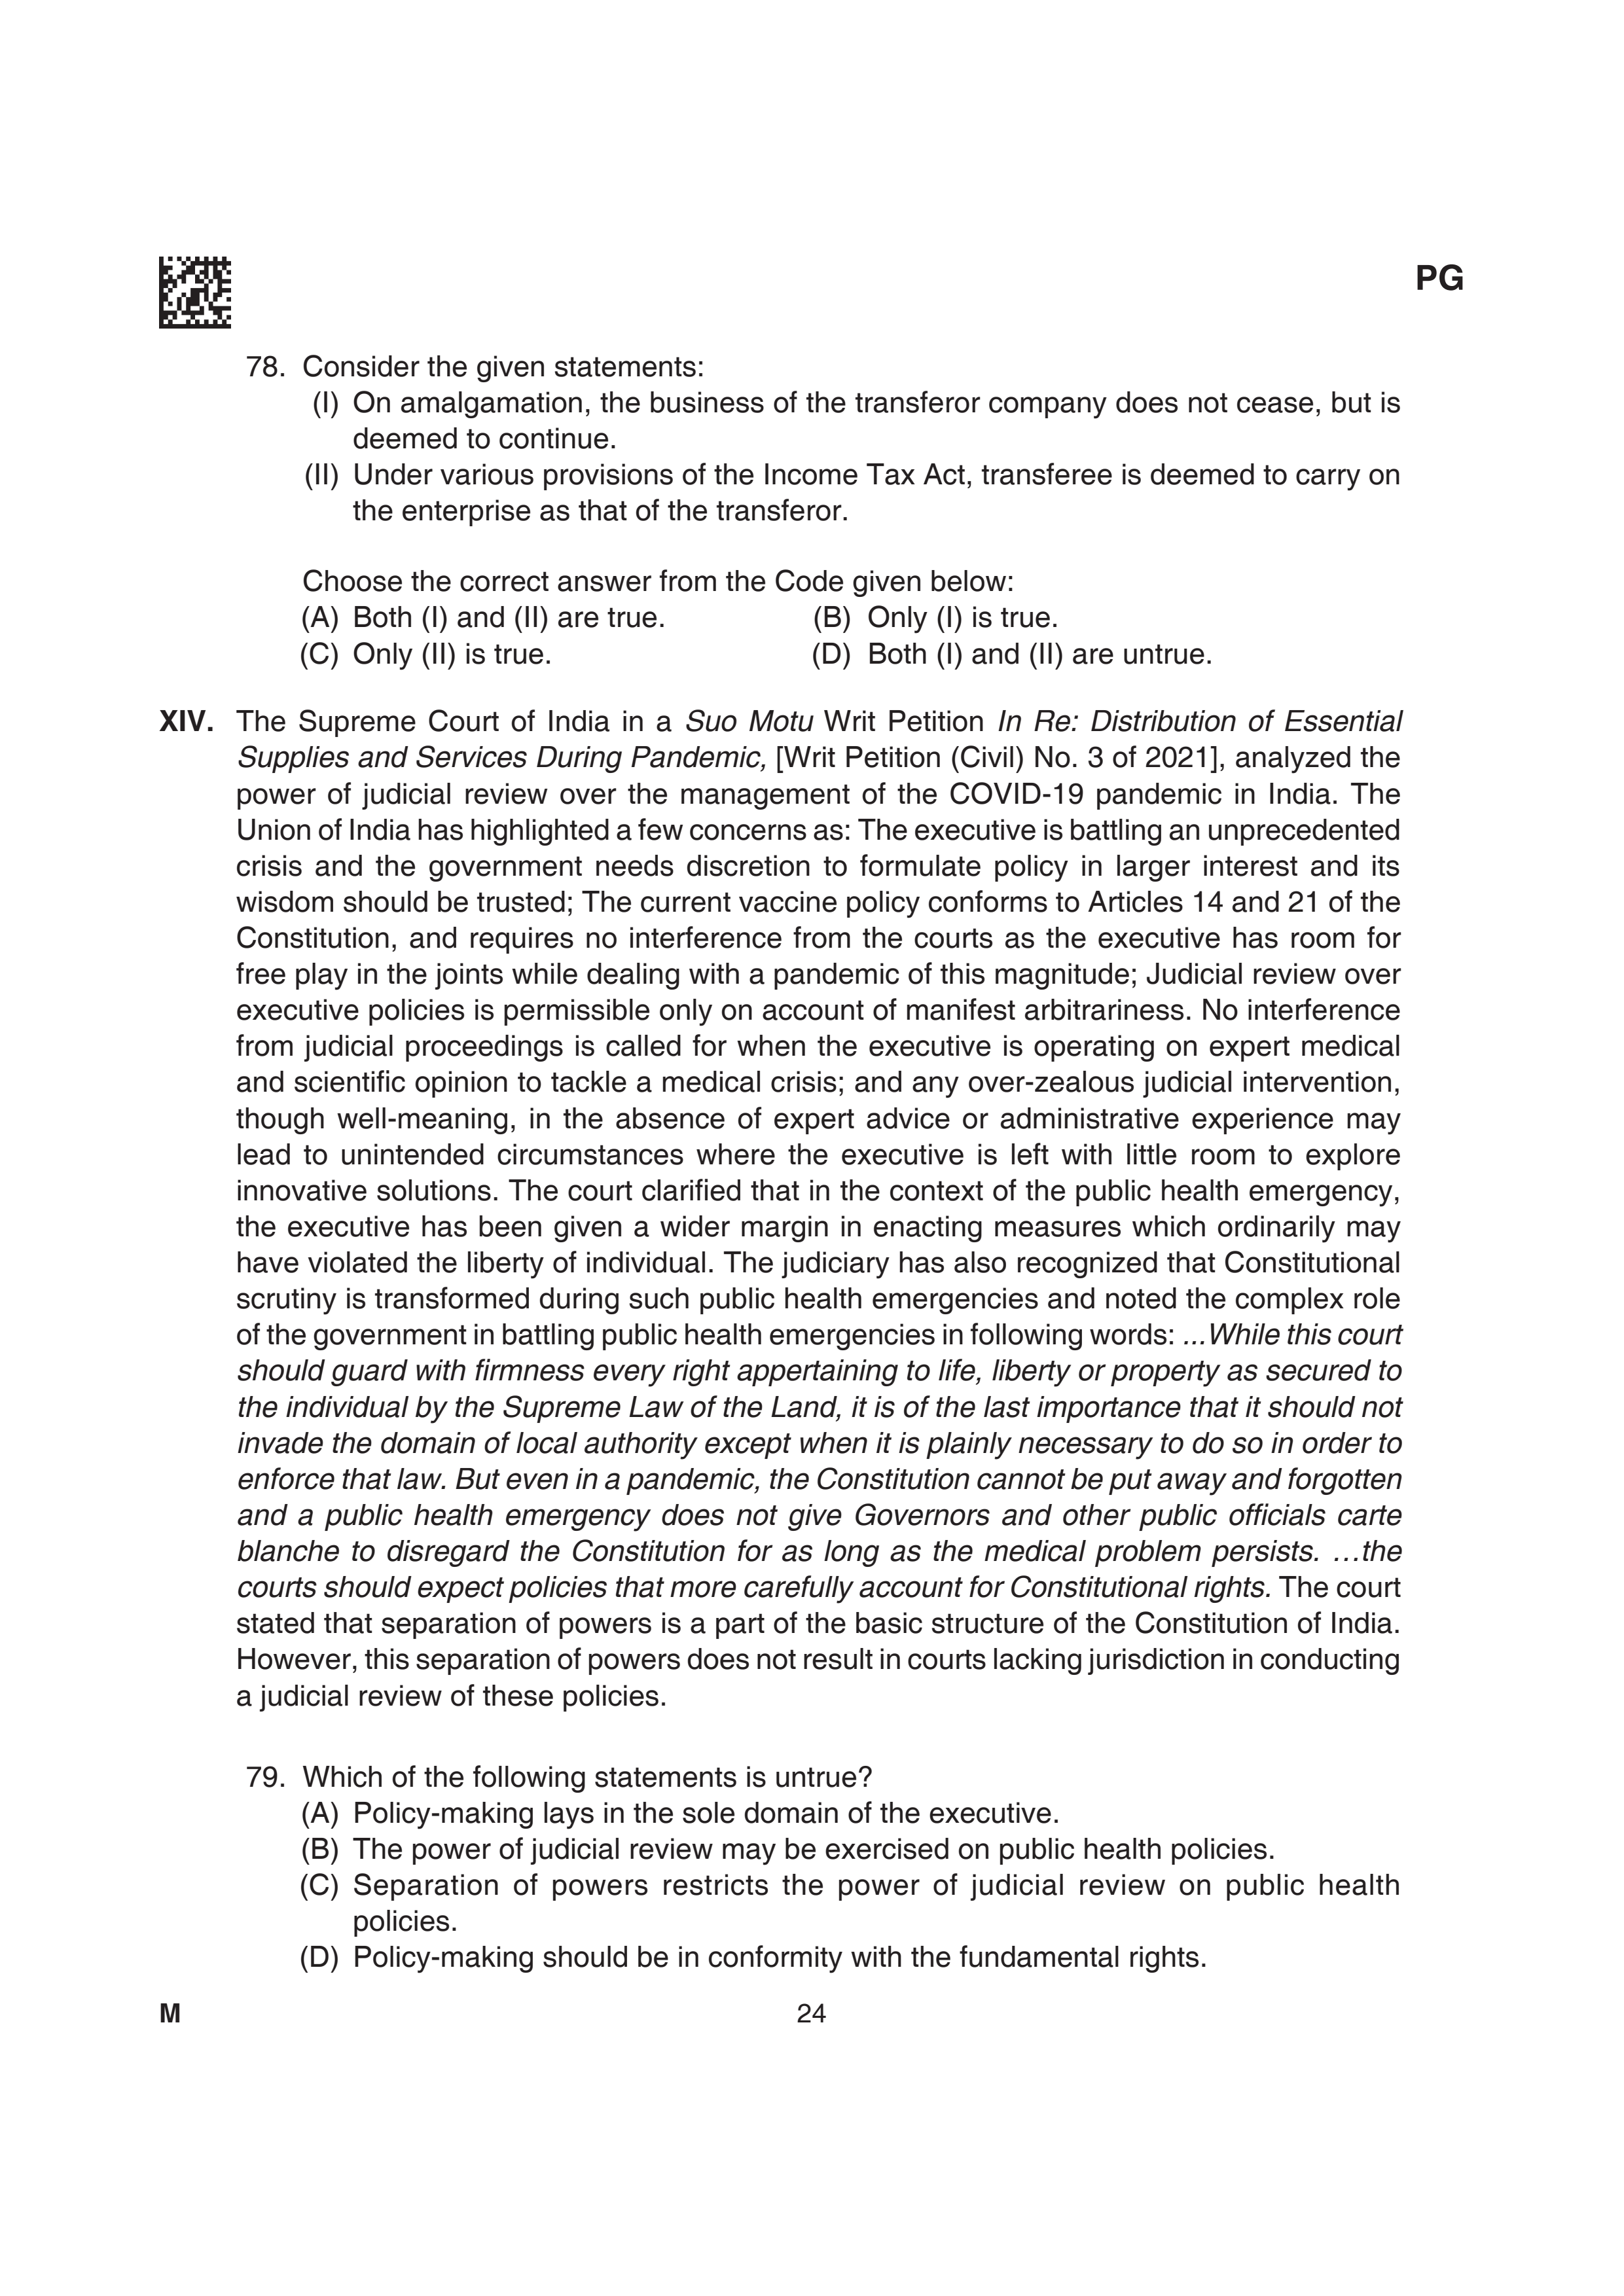 PG
78. Consider the given statements:
(I) On amalgamation, the business of the transferor company does not cease, but is
deemed to continue.
(II) Under various provisions of the Income Tax Act, transferee is deemed to carry on
the enterprise as that of the transferor.
Choose the correct answer from the Code given below:
(A) Both (I) and (II) are true. (B) Only (I) is true.
(C) Only (II) is true. (D) Both (I) and (II) are untrue.
XIV. The Supreme Court of India in a Suo Motu Writ Petition In Re: Distribution of Essential
Supplies and Services During Pandemic, [Writ Petition (Civil) No. 3 of 2021], analyzed the
power of judicial review over the management of the COVID-19 pandemic in India. The
Union of India has highlighted a few concerns as: The executive is battling an unprecedented
crisis and the government needs discretion to formulate policy in larger interest and its
wisdom should be trusted; The current vaccine policy conforms to Articles 14 and 21 of the
Constitution, and requires no interference from the courts as the executive has room for
free play in the joints while dealing with a pandemic of this magnitude; Judicial review over
executive policies is permissible only on account of manifest arbitrariness. No interference
from judicial proceedings is called for when the executive is operating on expert medical
and scientific opinion to tackle a medical crisis; and any over-zealous judicial intervention,
though well-meaning, in the absence of expert advice or administrative experience may
lead to unintended circumstances where the executive is left with little room to explore
innovative solutions. The court clarified that in the context of the public health emergency,
the executive has been given a wider margin in enacting measures which ordinarily may
have violated the liberty of individual. The judiciary has also recognized that Constitutional
scrutiny is transformed during such public health emergencies and noted the complex role
of the government in battling public health emergencies in following words: ...While this court
should guard with firmness every right appertaining to life, liberty or property as secured to
the individual by the Supreme Law of the Land, it is of the last importance that it should not
invade the domain of local authority except when it is plainly necessary to do so in order to
enforce that law. But even in a pandemic, the Constitution cannot be put away and forgotten
and a public health emergency does not give Governors and other public officials carte
blanche to disregard the Constitution for as long as the medical problem persists. ...the
courts should expect policies that more carefully account for Constitutional rights. The court
stated that separation of powers is a part of the basic structure of the Constitution of India.
However, this separation of powers does not result in courts lacking jurisdiction in conducting
a judicial review of these policies.
79. Which of the following statements is untrue?
(A) Policy-making lays in the sole domain of the executive.
(B) The power of judicial review may be exercised on public health policies.
(C) Separation of powers restricts the power of judicial review on public health
policies.
(D) Policy-making should be in conformity with the fundamental rights.
M 24